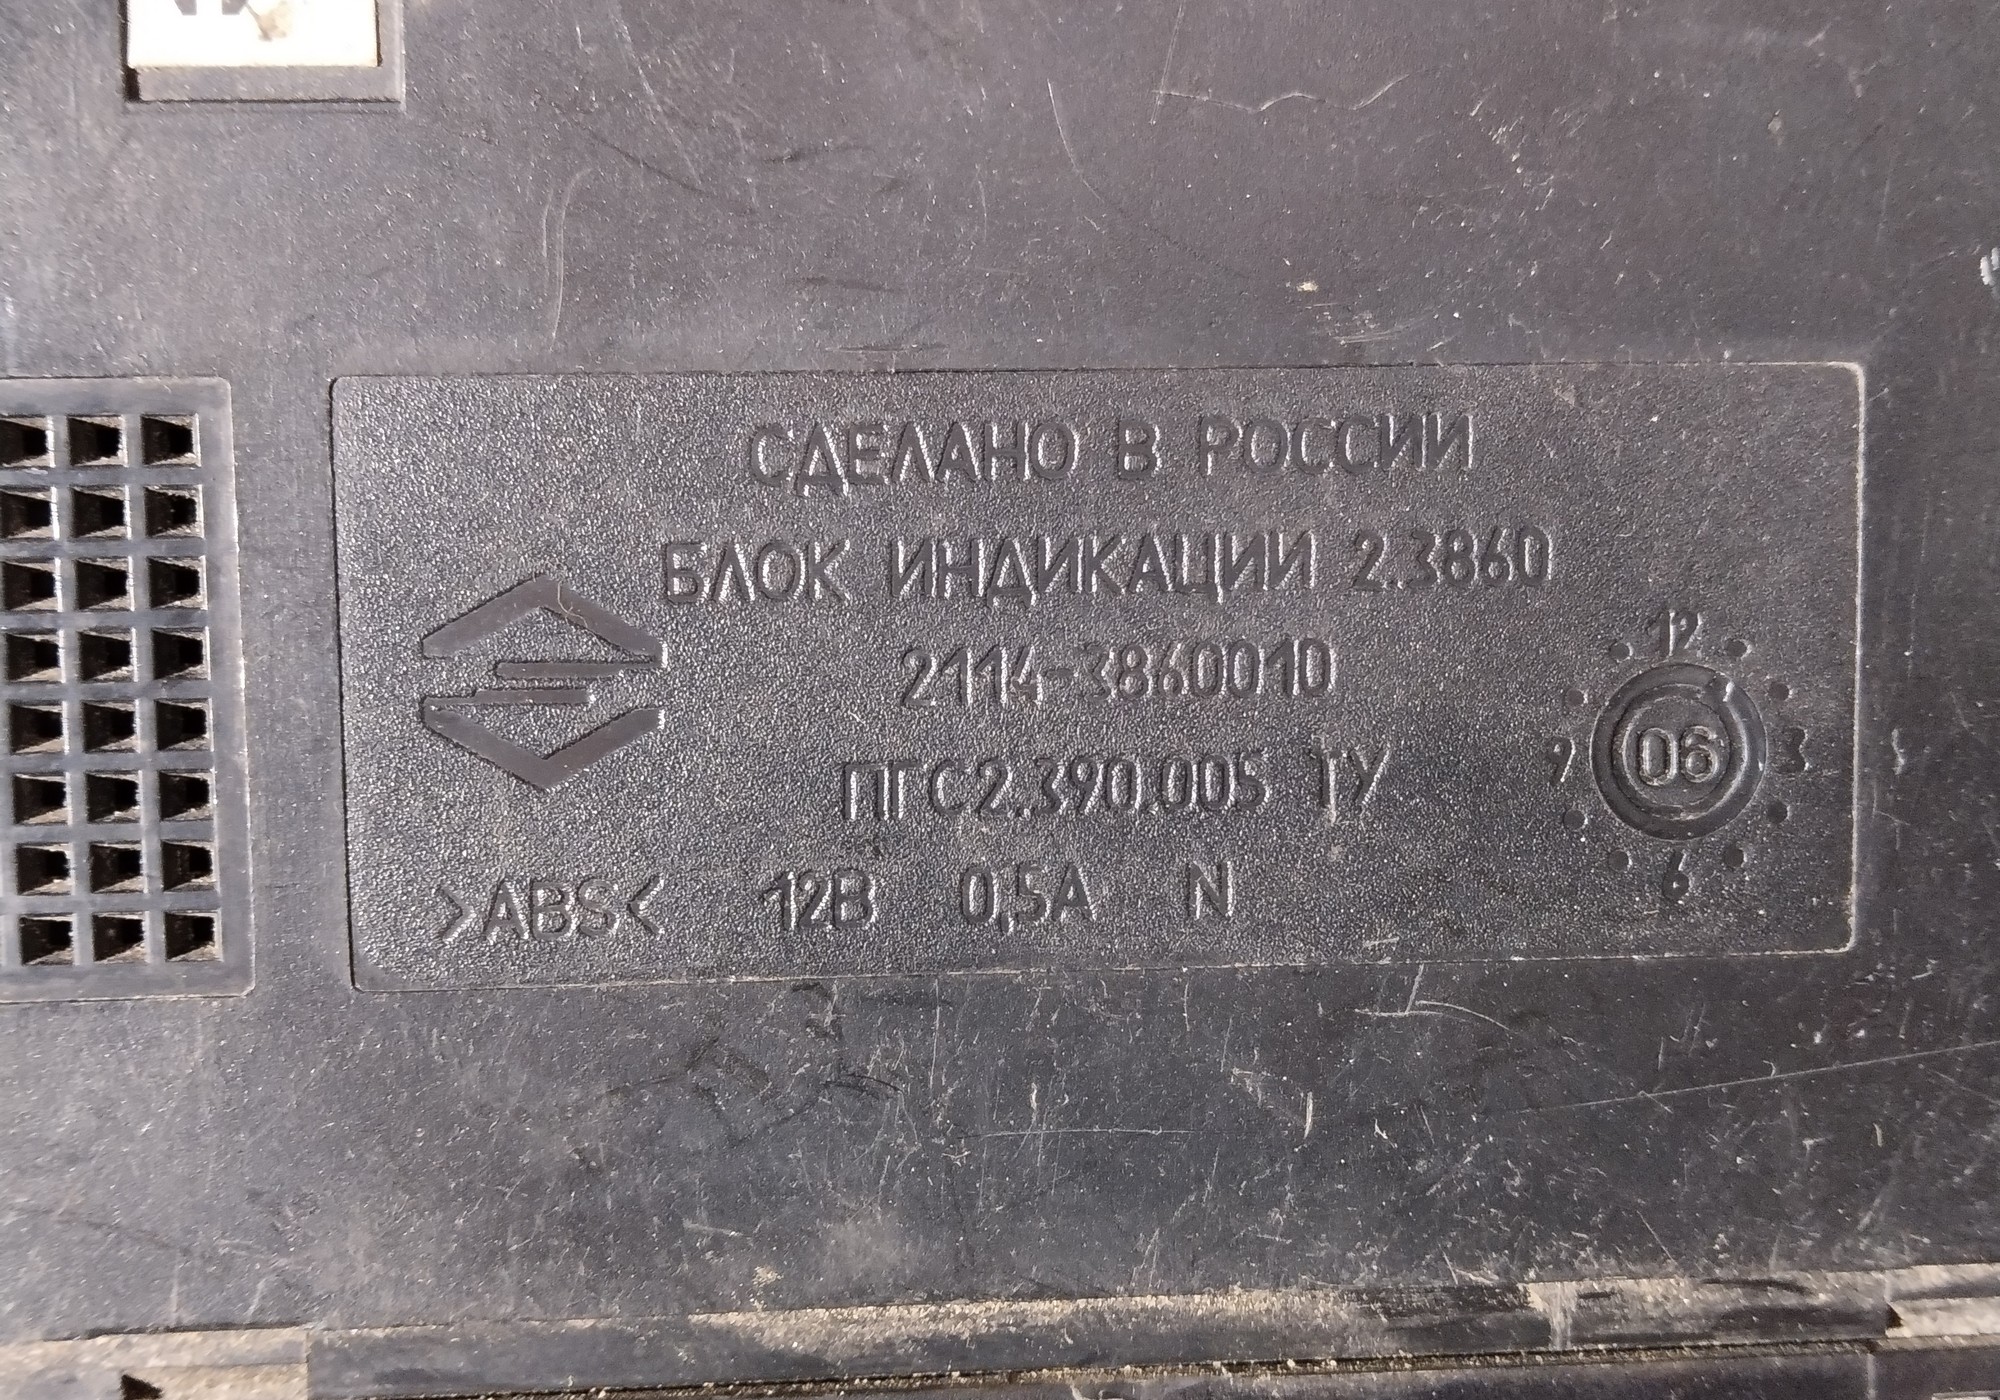 СДЕЛАНО В РОССИИ
БЛОК ИНДИКАЦИИ 2.3860
2114-3860010
ПГС2.390.005 ТУ
>ABS< 12В 0,5А N
12
9 06 3
6